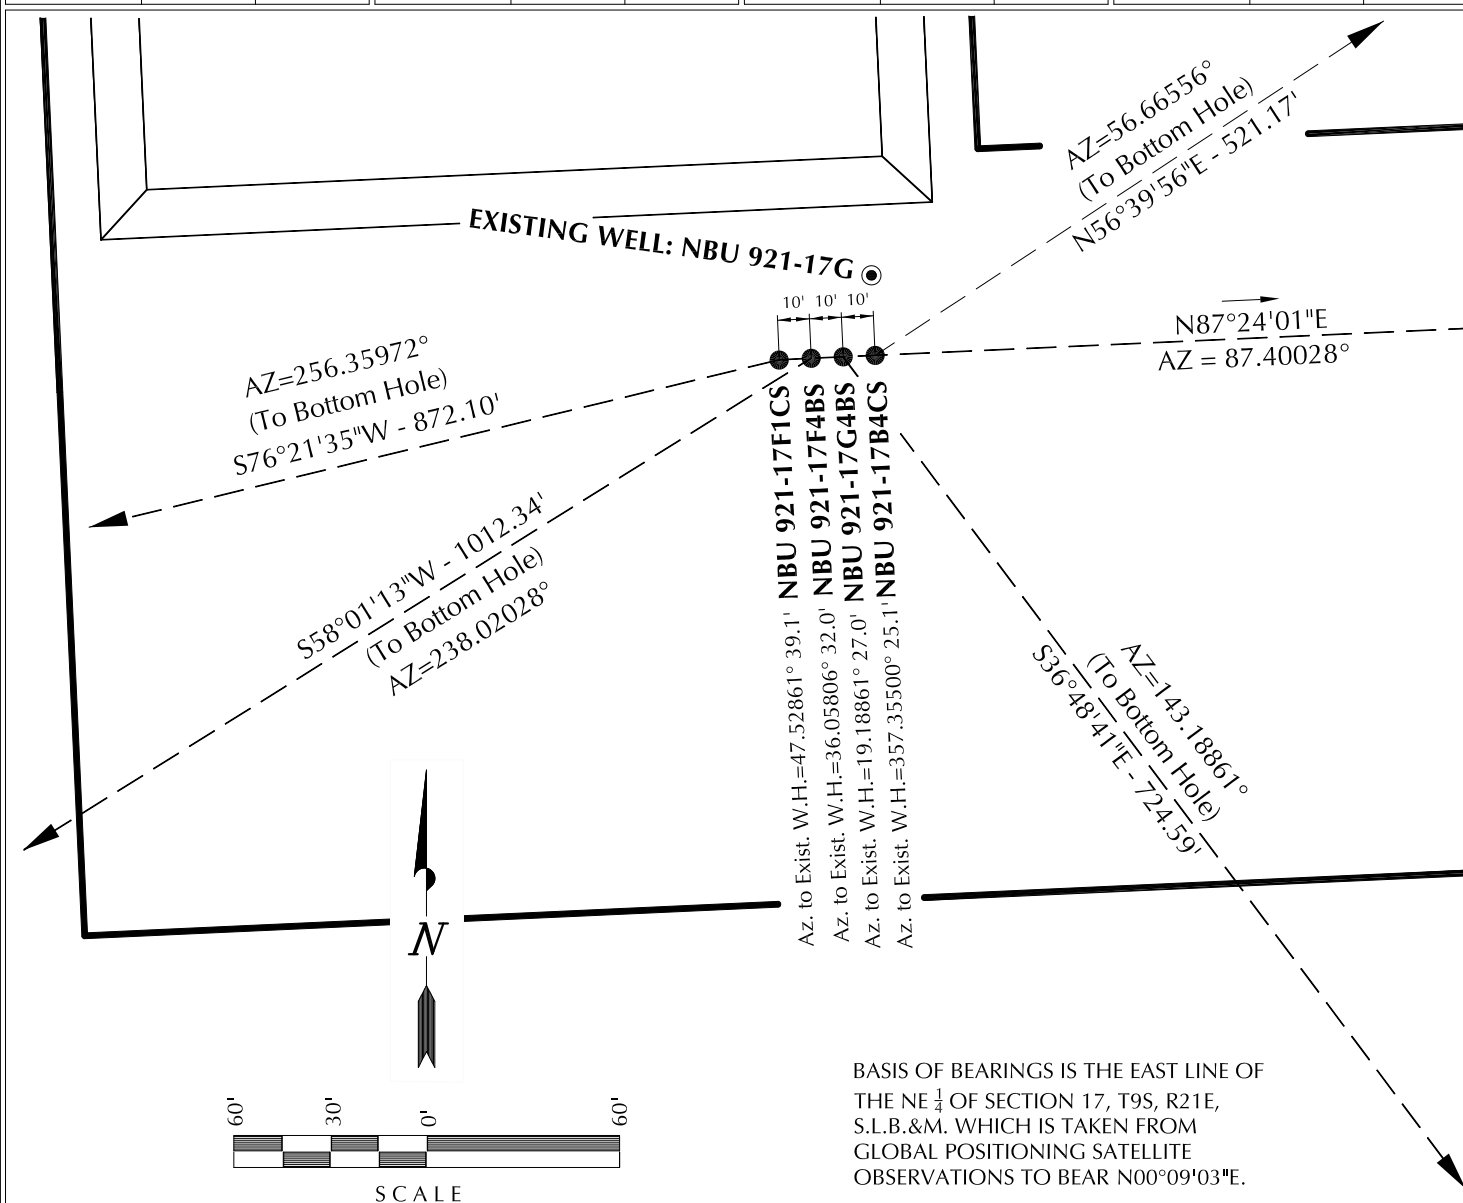 AZ=56.66556°
(To Bottom Hole)
N56°39'56"E - 521.17'
EXISTING WELL: NBU 921-17G
10' 10' 10'
N87°24'01"E
AZ = 87.40028°
AZ=256.35972°
(To Bottom Hole)
S76°21'35"W - 872.10'
S58°01'13"W - 1012.34'
(To Bottom Hole)
AZ=238.02028°
Az. to Exist. W.H.=47.52861° 39.1' NBU 921-17F1CS
Az. to Exist. W.H.=36.05806° 32.0' NBU 921-17F4BS
Az. to Exist. W.H.=19.18861° 27.0' NBU 921-17G4BS
Az. to Exist. W.H.=357.35500° 25.1' NBU 921-17B4CS
AZ=143.18861°
(To Bottom Hole)
S36°48'41"E - 724.59'
N
60' 30' 0' 60'
SCALE
BASIS OF BEARINGS IS THE EAST LINE OF
THE NE 1/4 OF SECTION 17, T9S, R21E,
S.L.B.&M. WHICH IS TAKEN FROM
GLOBAL POSITIONING SATELLITE
OBSERVATIONS TO BEAR N00°09'03"E.